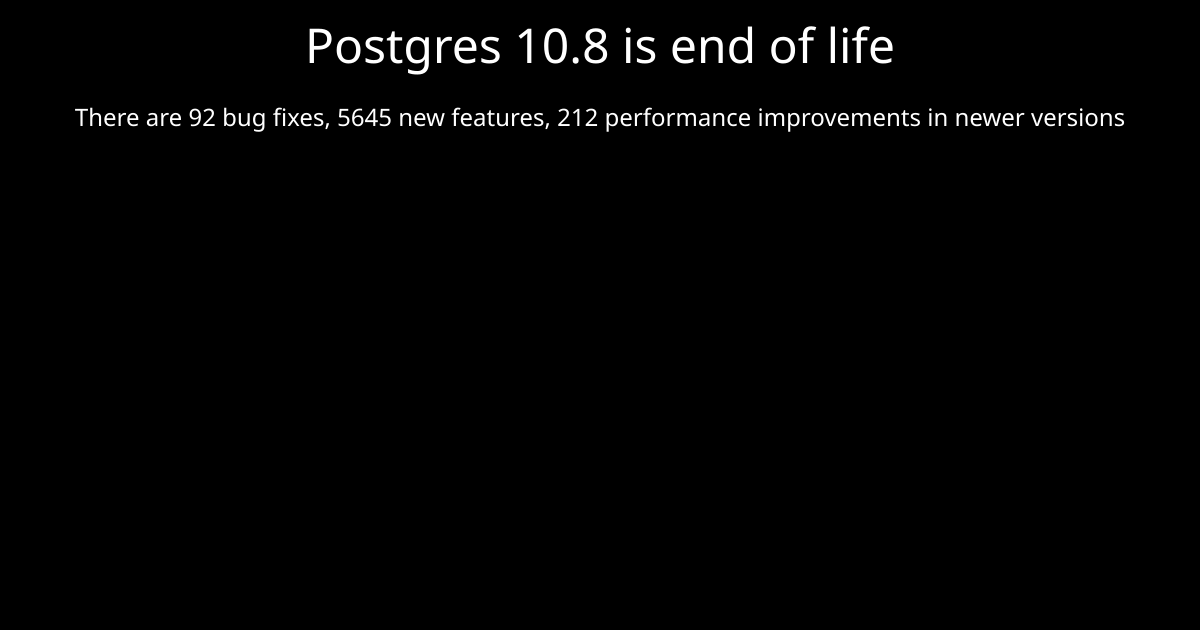 Postgres 10.8 is end of life
There are 92 bug fixes, 5645 new features, 212 performance improvements in newer versions